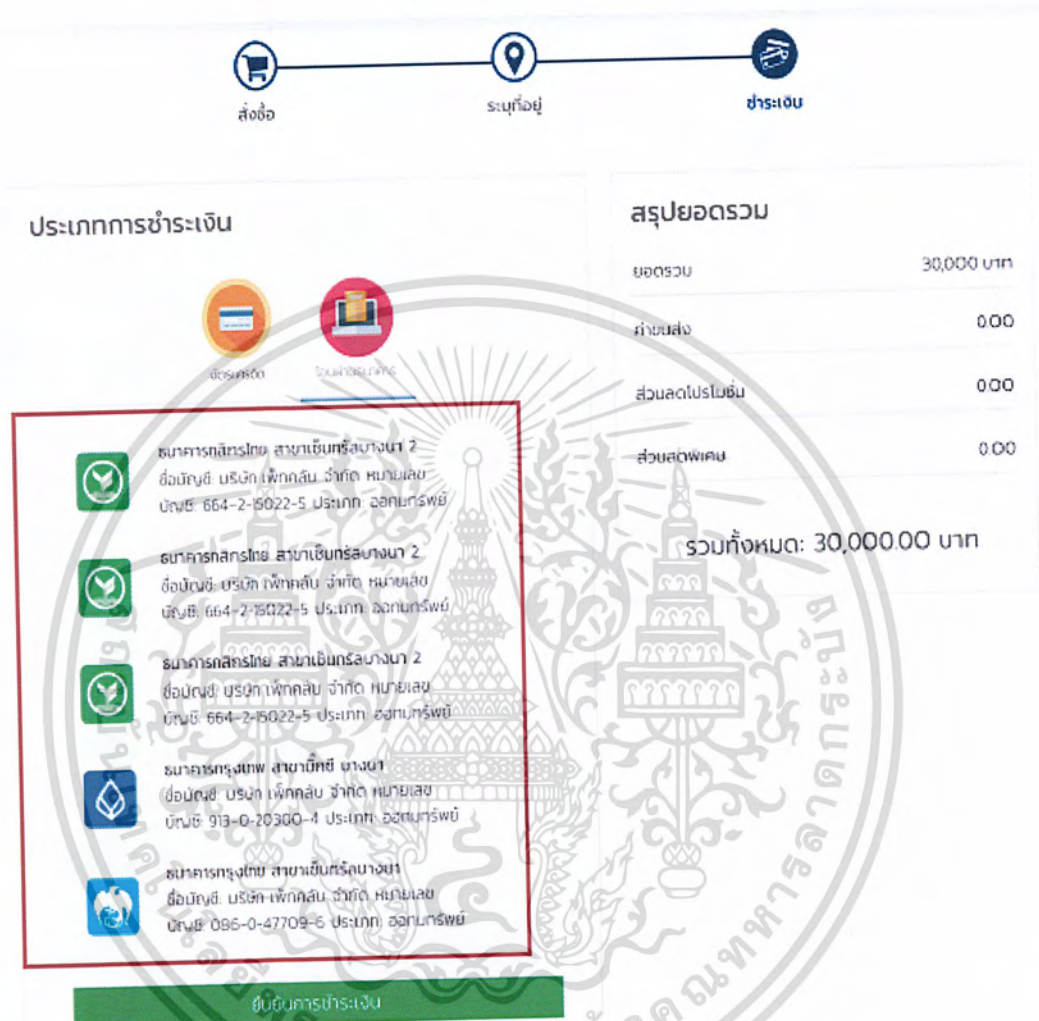 สั่งซื้อ
ระบุที่อยู่
ชำระเงิน
ประเภทการชำระเงิน
บัตรเครดิต
โอนผ่านธนาคาร
ธนาคารกสิกรไทย สาขาเซ็นทรัลบางนา 2
ชื่อบัญชี: บริษัท เพ็ทคลับ จำกัด หมายเลข
บัญชี: 664-2-15022-5 ประเภท: ออกมทรัพย์
ธนาคารกสิกรไทย สาขาเซ็นทรัลบางนา 2
ชื่อบัญชี: บริษัท เพ็ทคลับ จำกัด หมายเลข
บัญชี: 664-2-15022-5 ประเภท: ออกมทรัพย์
ธนาคารกสิกรไทย สาขาเซ็นทรัลบางนา 2
ชื่อบัญชี: บริษัท เพ็ทคลับ จำกัด หมายเลข
บัญชี: 664-2-15022-5 ประเภท: ออกมทรัพย์
ธนาคารกรุงเทพ สาขาบิ๊กซี บางนา
ชื่อบัญชี: บริษัท เพ็ทคลับ จำกัด หมายเลข
บัญชี: 913-0-20300-4 ประเภท: ออกมทรัพย์
ธนาคารกรุงไทย สาขาเซ็นทรัลบางนา
ชื่อบัญชี: บริษัท เพ็ทคลับ จำกัด หมายเลข
บัญชี: 086-0-47709-6 ประเภท: ออกมทรัพย์
ยืนยันการชำระเงิน
สรุปยอดรวม
ยอดรวม 30,000 บาท
ค่าขนส่ง 0.00
ส่วนลดโปรโมชั่น 0.00
ส่วนลดพิเศษ 0.00
รวมทั้งหมด: 30,000.00 บาท